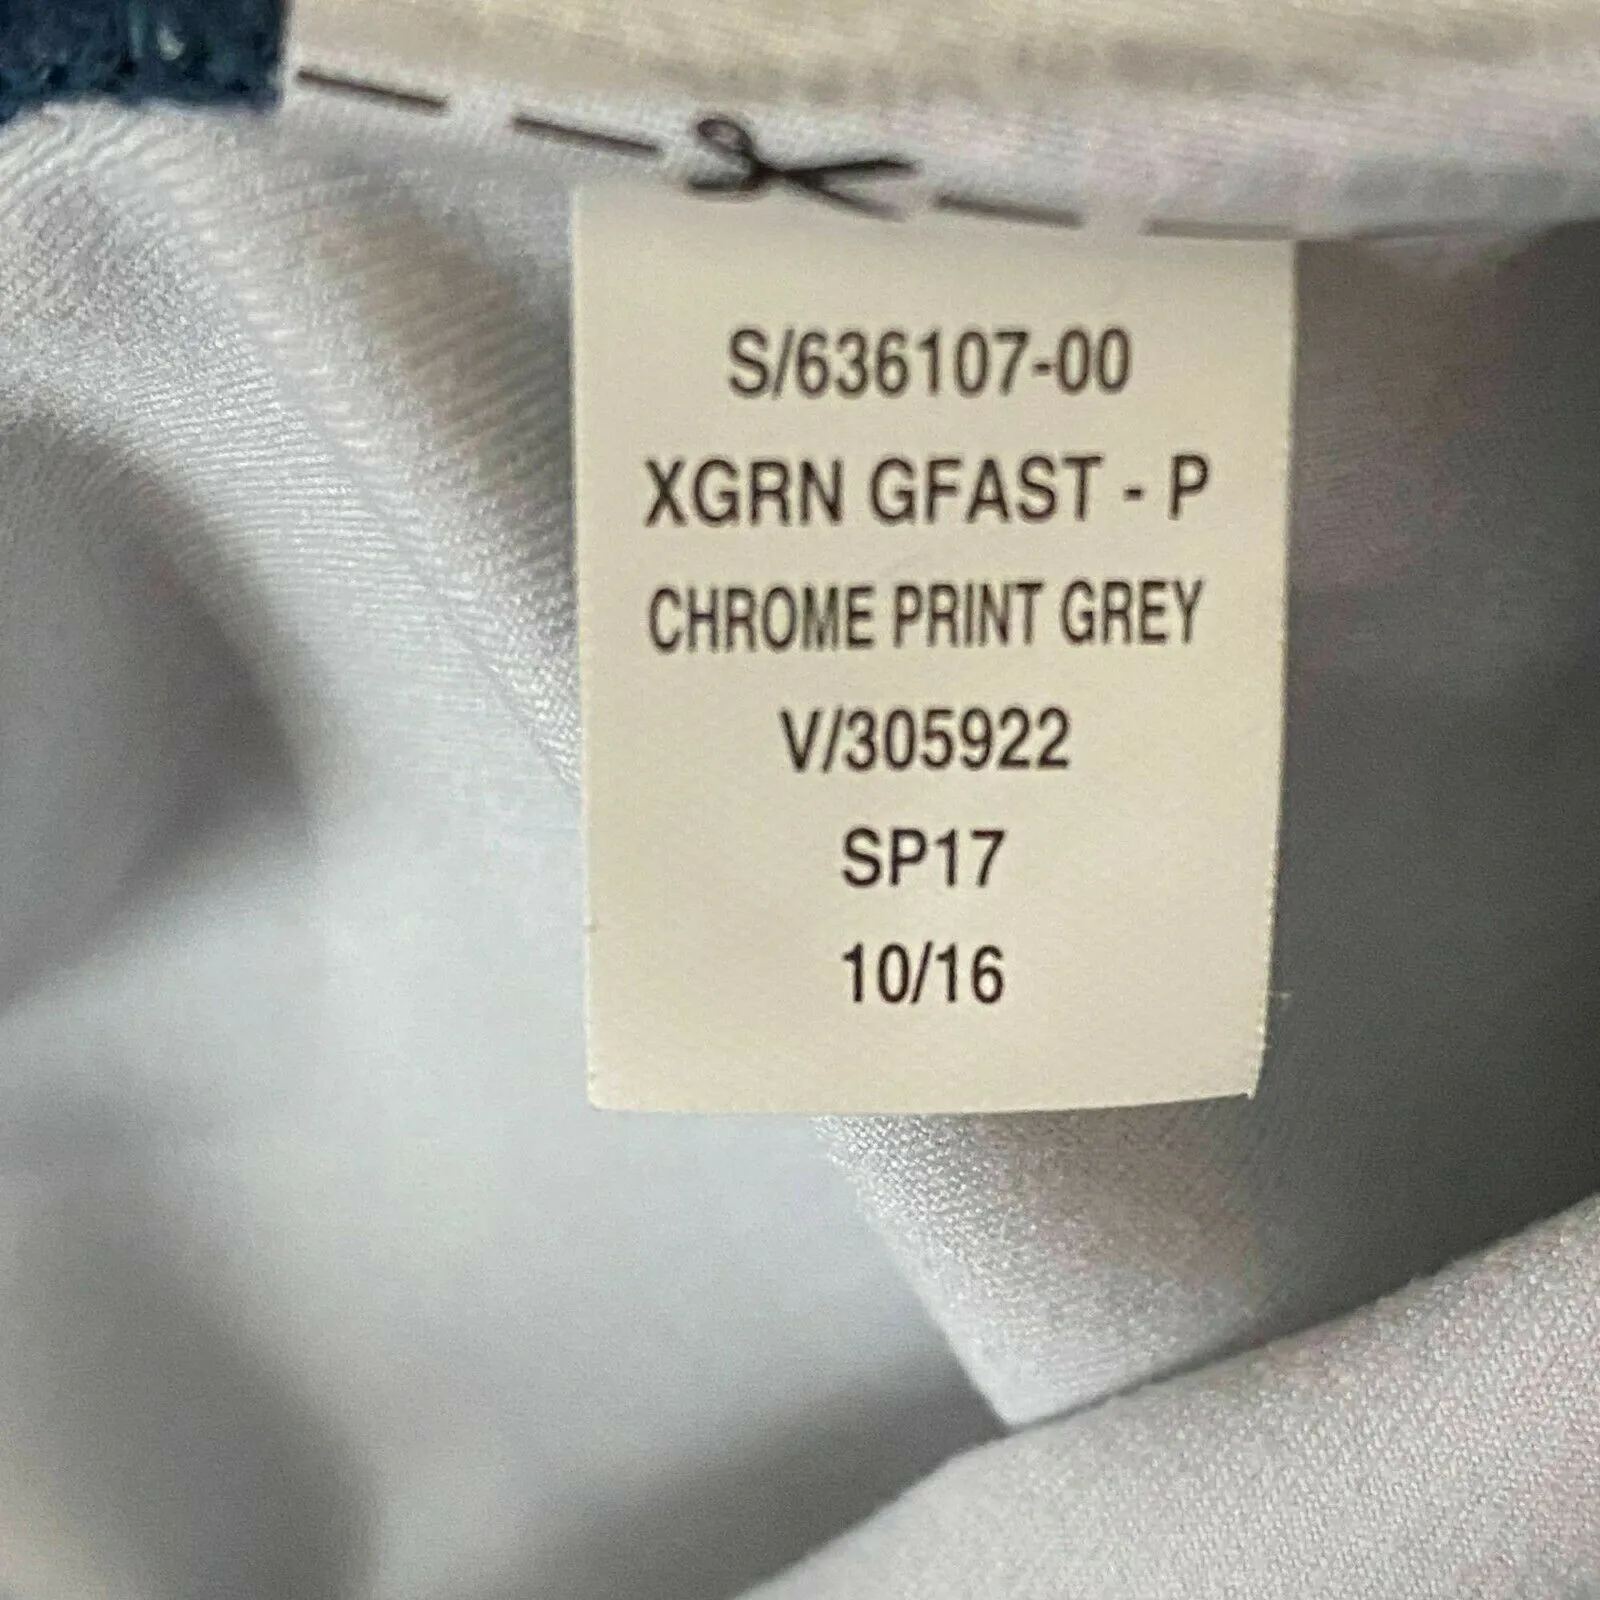 S/636107-00
XGRN GFAST - P
CHROME PRINT GREY
V/305922
SP17
10/16